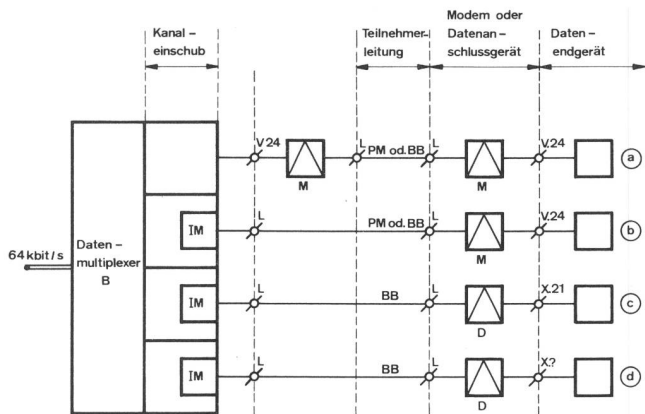 Kanal –
einschub
Teilnehmer-
leitung
Modem oder
Datenan-
schlussgerät
Daten-
endgerät
V.24
M
L
PM od. BB
L
M
V.24
a
IM
L
PM od. BB
L
M
V.24
b
64 kbit/s
Daten –
multiplexer
B
IM
L
BB
L
D
X.21
c
IM
L
BB
L
D
X.?
d